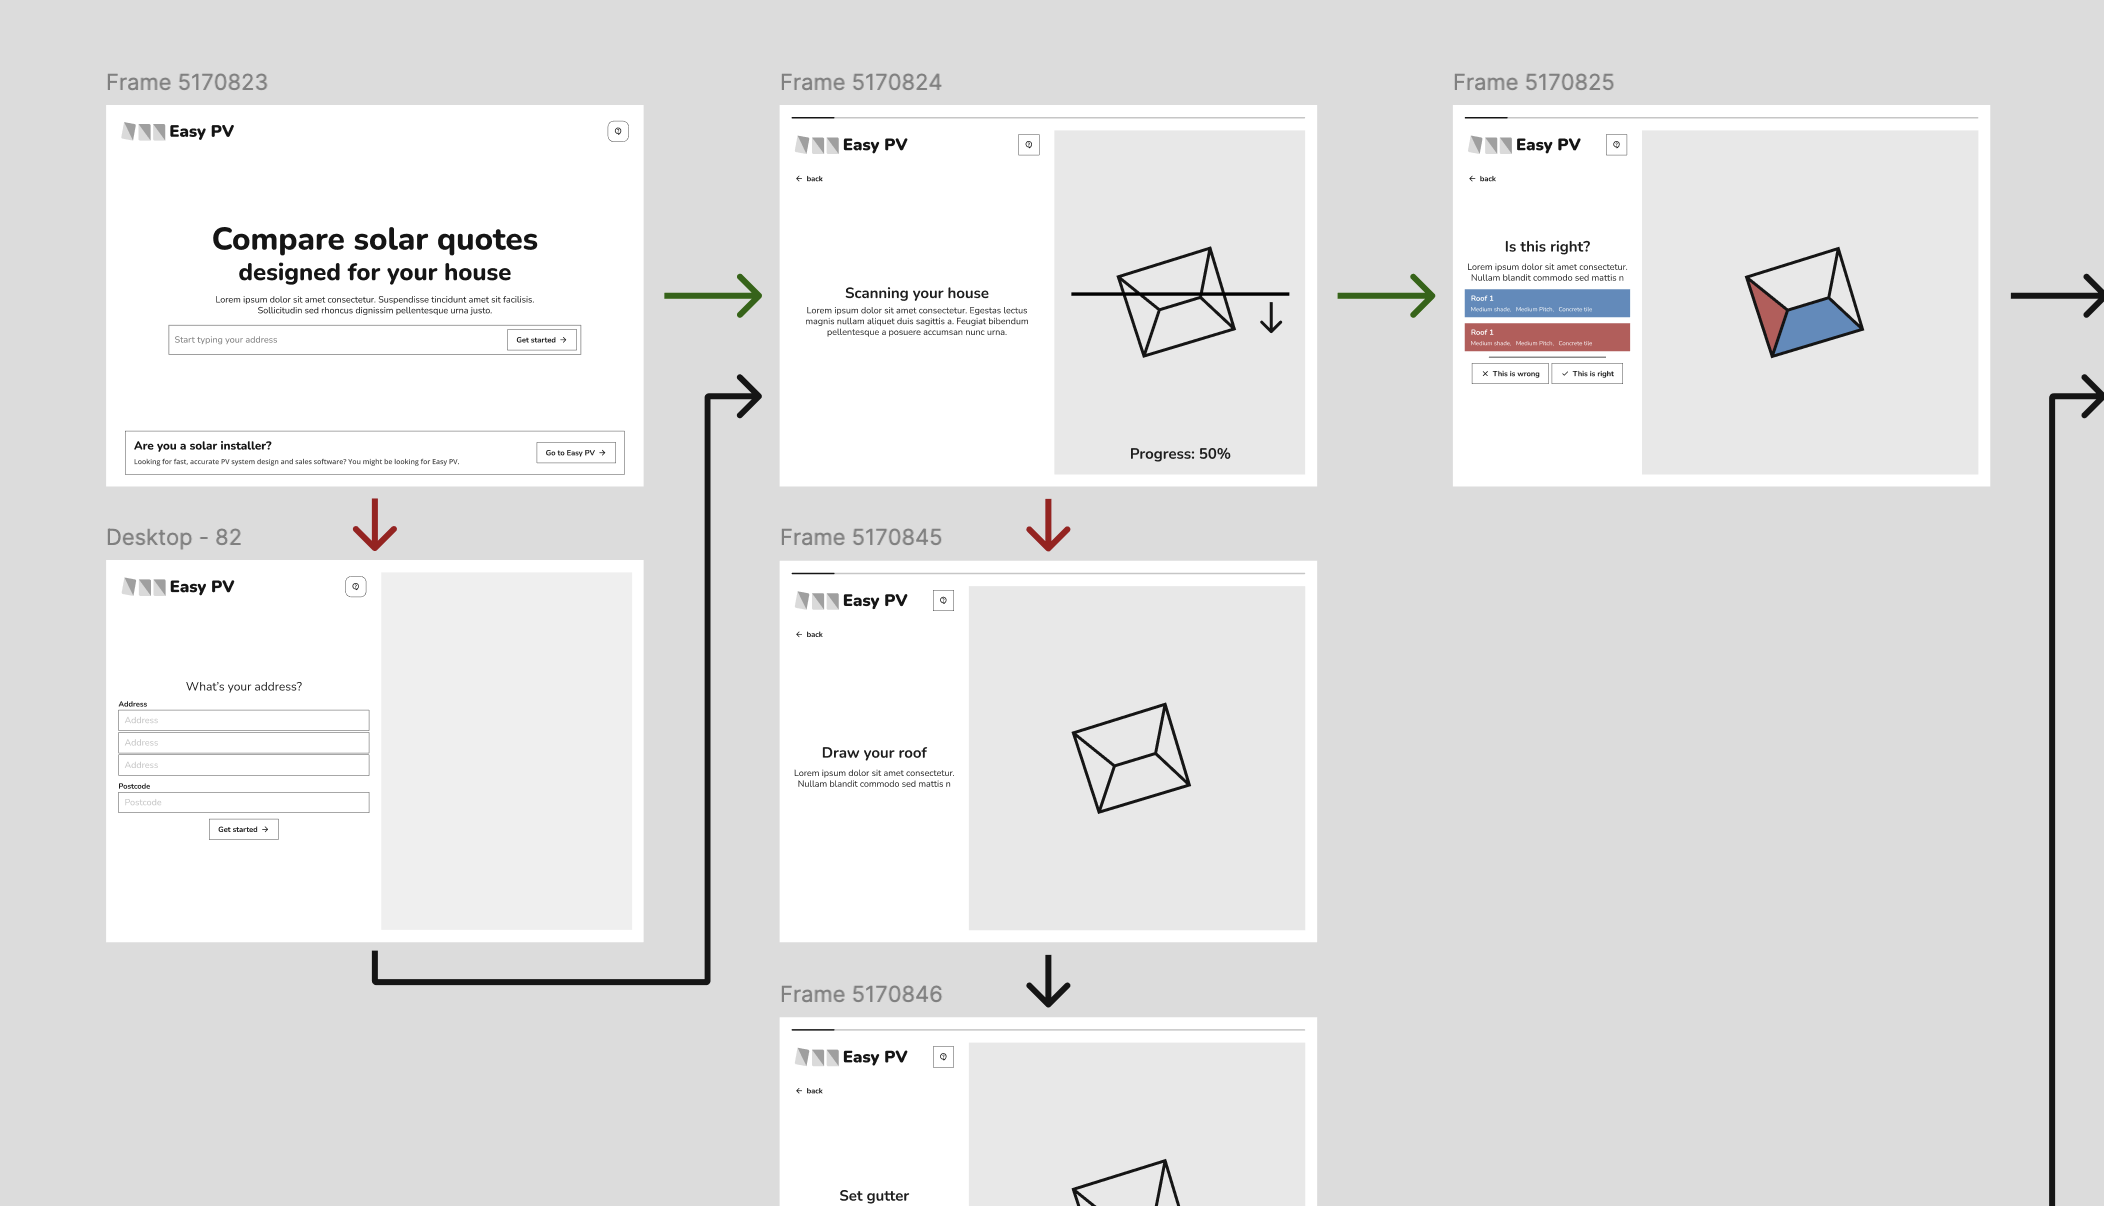 Frame 5170823
Easy PV
Compare solar quotes
designed for your house
Lorem ipsum dolor sit amet consectetur. Suspendisse tincidunt amet sit facilisis.
Sollicitudin sed rhoncus dignissim pellentesque urna justo.
Start typing your address
Get started →
Are you a solar installer?
Looking for fast, accurate PV system design and sales software? You might be looking for Easy PV.
Go to Easy PV →
Frame 5170824
Easy PV
← back
Scanning your house
Lorem ipsum dolor sit amet consectetur. Egestas lectus
magnis nullam aliquet duis sagittis a. Feugiat bibendum
pellentesque a posuere accumsan nunc urna.
Progress: 50%
Frame 5170825
Easy PV
← back
Is this right?
Lorem ipsum dolor sit amet consectetur.
Nullam blandit commodo sed mattis n
Roof 1
Medium shade, Medium Pitch, Concrete tile
Roof 1
Medium shade, Medium Pitch, Concrete tile
× This is wrong
✓ This is right
Desktop - 82
Easy PV
What's your address?
Address
Address
Address
Address
Postcode
Postcode
Get started →
Frame 5170845
Easy PV
← back
Draw your roof
Lorem ipsum dolor sit amet consectetur.
Nullam blandit commodo sed mattis n
Frame 5170846
Easy PV
← back
Set gutter